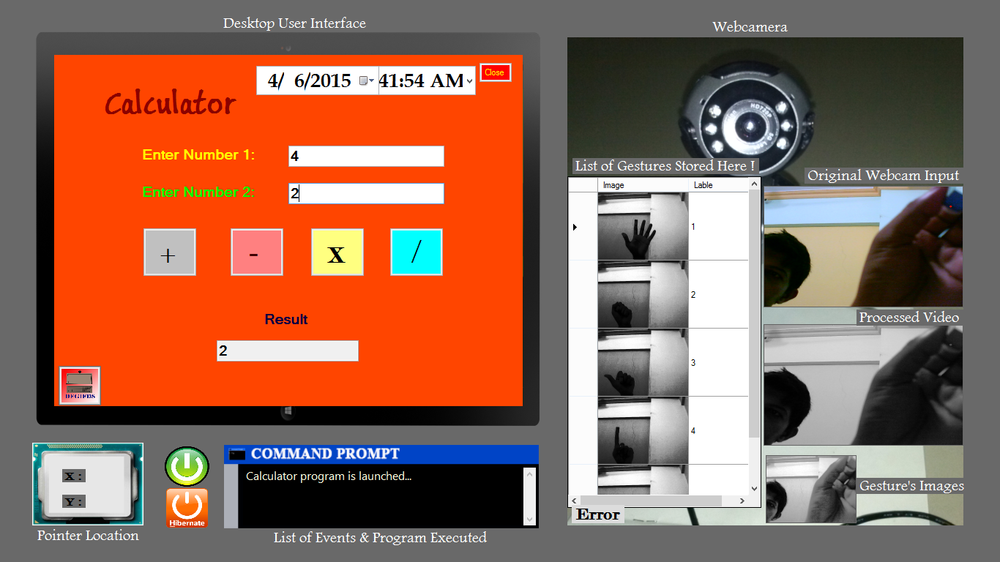 Desktop User Interface
Webcamera
4/ 6/2015
41:54 AM
Close
Calculator
Enter Number 1:
4
Enter Number 2:
2
+
-
x
/
Result
2
HD720P
List of Gestures Stored Here !
Image
Lable
1
2
3
4
Original Webcam Input
Processed Video
Gesture's Images
Error
X :
Y :
Pointer Location
Hibernate
COMMAND PROMPT
Calculator program is launched...
List of Events & Program Executed